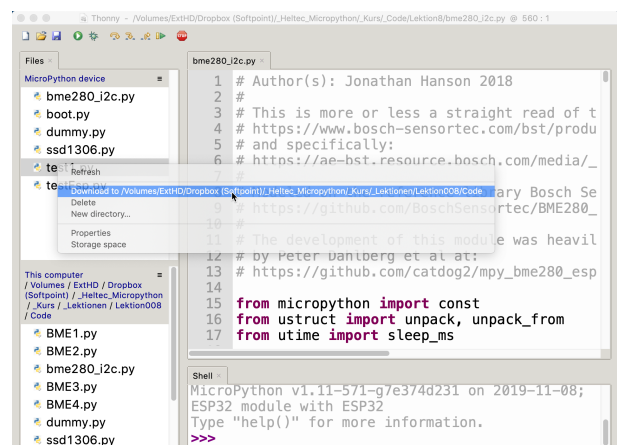 Thonny - /Volumes/ExtHD/Dropbox (Softpoint)/_Heltec_Micropython/_Kurs/_Code/Lektion8/bme280_i2c.py @ 560 : 1
Files
MicroPython device
bme280_i2c.py
boot.py
dummy.py
ssd1306.py
Refresh
Download to /Volumes/ExtHD/Dropbox (Softpoint)/_Heltec_Micropython/_Kurs/_Lektionen/Lektion008/Code
Delete
New directory...
Properties
Storage space
This computer
/ Volumes / ExtHD / Dropbox
(Softpoint) / _Heltec_Micropython
/ _Kurs / _Lektionen / Lektion008
/ Code
BME1.py
BME2.py
bme280_i2c.py
BME3.py
BME4.py
dummy.py
ssd1306.py
bme280_i2c.py
1 # Author(s): Jonathan Hanson 2018
2 #
3 # This is more or less a straight read of t
4 # https://www.bosch-sensortec.com/bst/produ
5 # and specifically:
6 # https://ae-bst.resource.bosch.com/media/_
7 #
rary Bosch Se
9 # https://github.com/BoschSensortec/BME280_
10 #
11 # The development of this module was heavil
12 # by Peter Dahlberg et al at:
13 # https://github.com/catdog2/mpy_bme280_esp
14
15 from micropython import const
16 from ustruct import unpack, unpack_from
17 from utime import sleep_ms
Shell
MicroPython v1.11-571-g7e374d231 on 2019-11-08;
ESP32 module with ESP32
Type "help()" for more information.
>>>